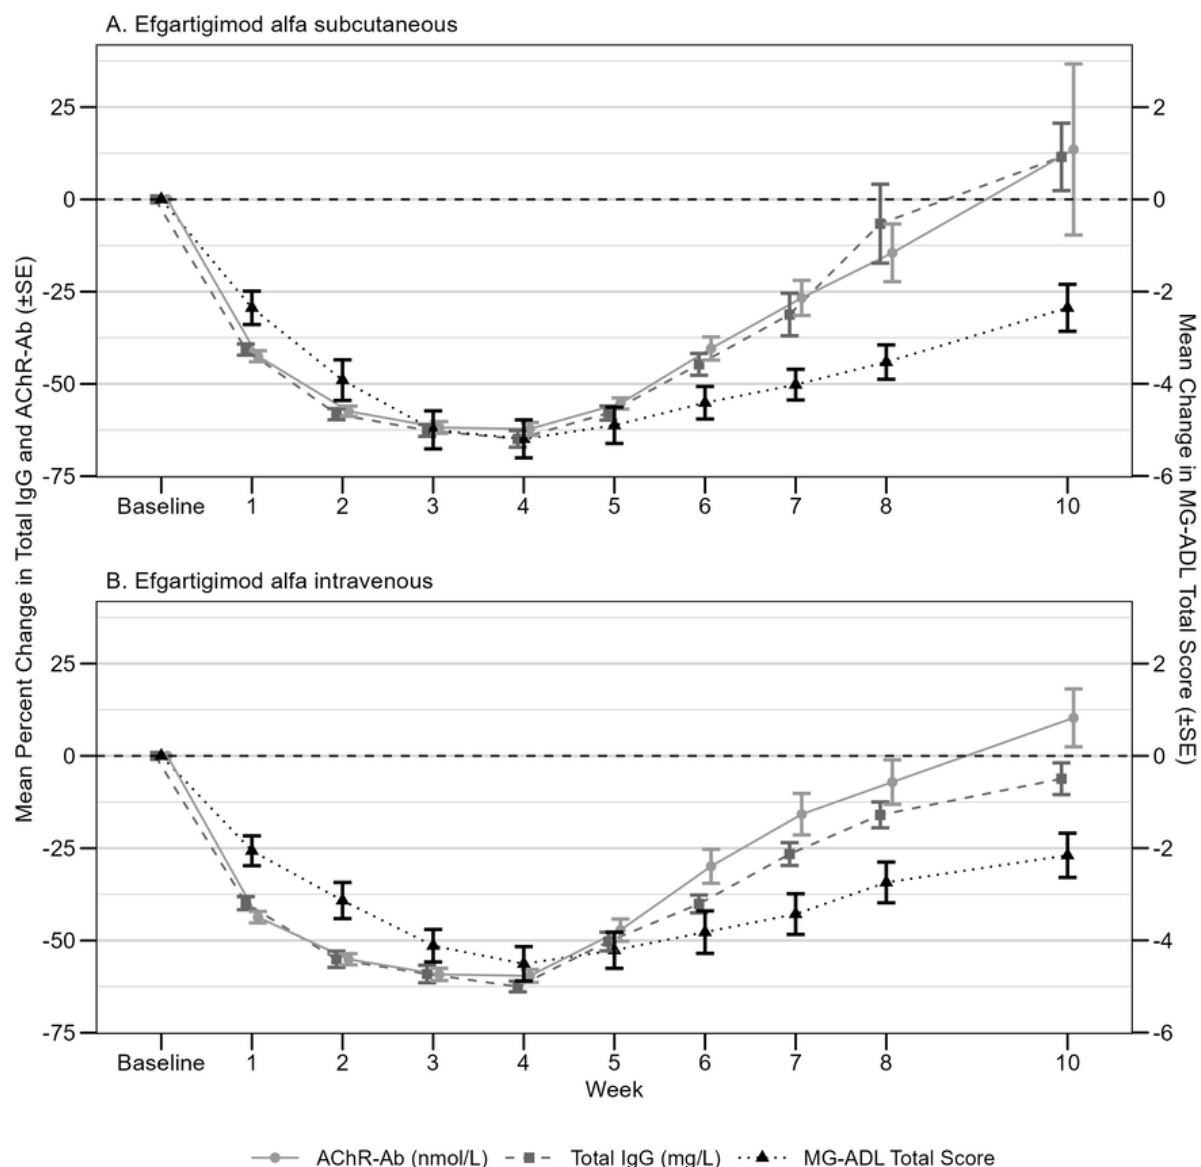 A. Efgartigimod alfa subcutaneous
Mean Percent Change in Total IgG and AChR-Ab (±SE)
25
0
-25
-50
-75
2
0
-2
-4
-6
Mean Change in MG-ADL Total Score (±SE)
Baseline 1 2 3 4 5 6 7 8 10
B. Efgartigimod alfa intravenous
25
0
-25
-50
-75
2
0
-2
-4
-6
Baseline 1 2 3 4 5 6 7 8 10
Week
AChR-Ab (nmol/L) Total IgG (mg/L) MG-ADL Total Score